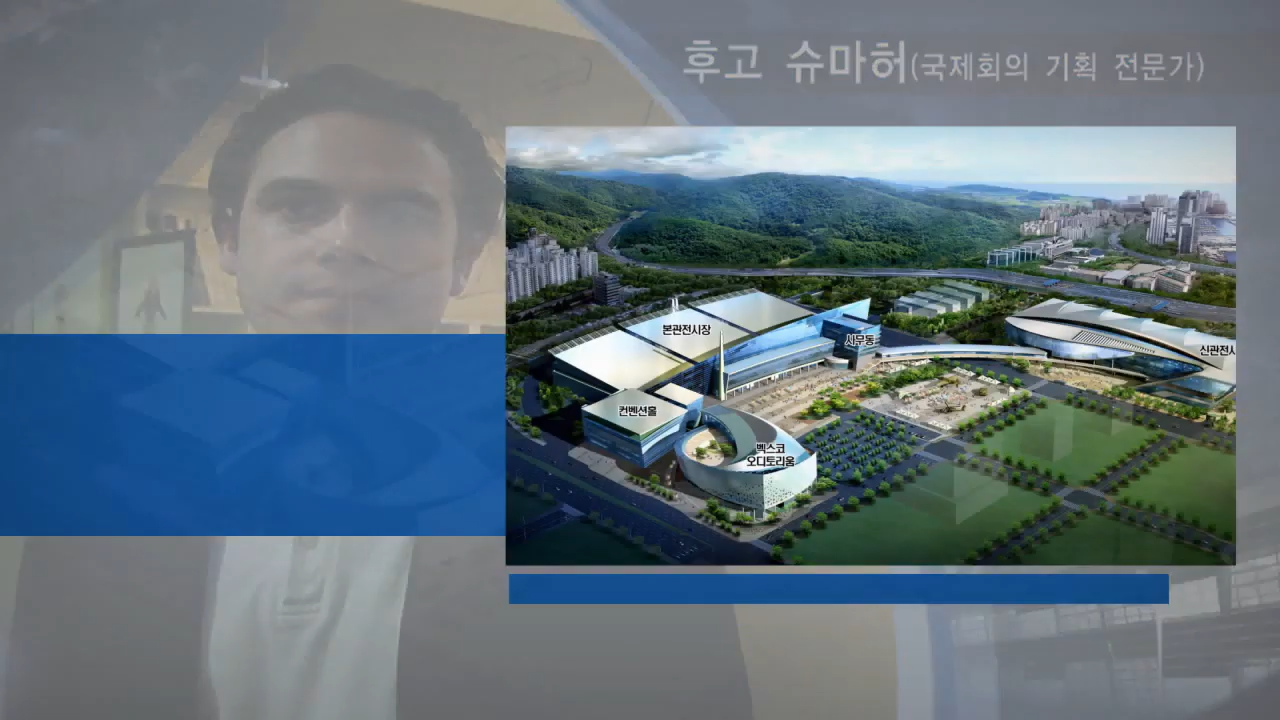 후고 슈마허(국제회의 기획 전문가)
본관전시장
사무동
신관전시
컨벤션홀
벡스코
오디토리움